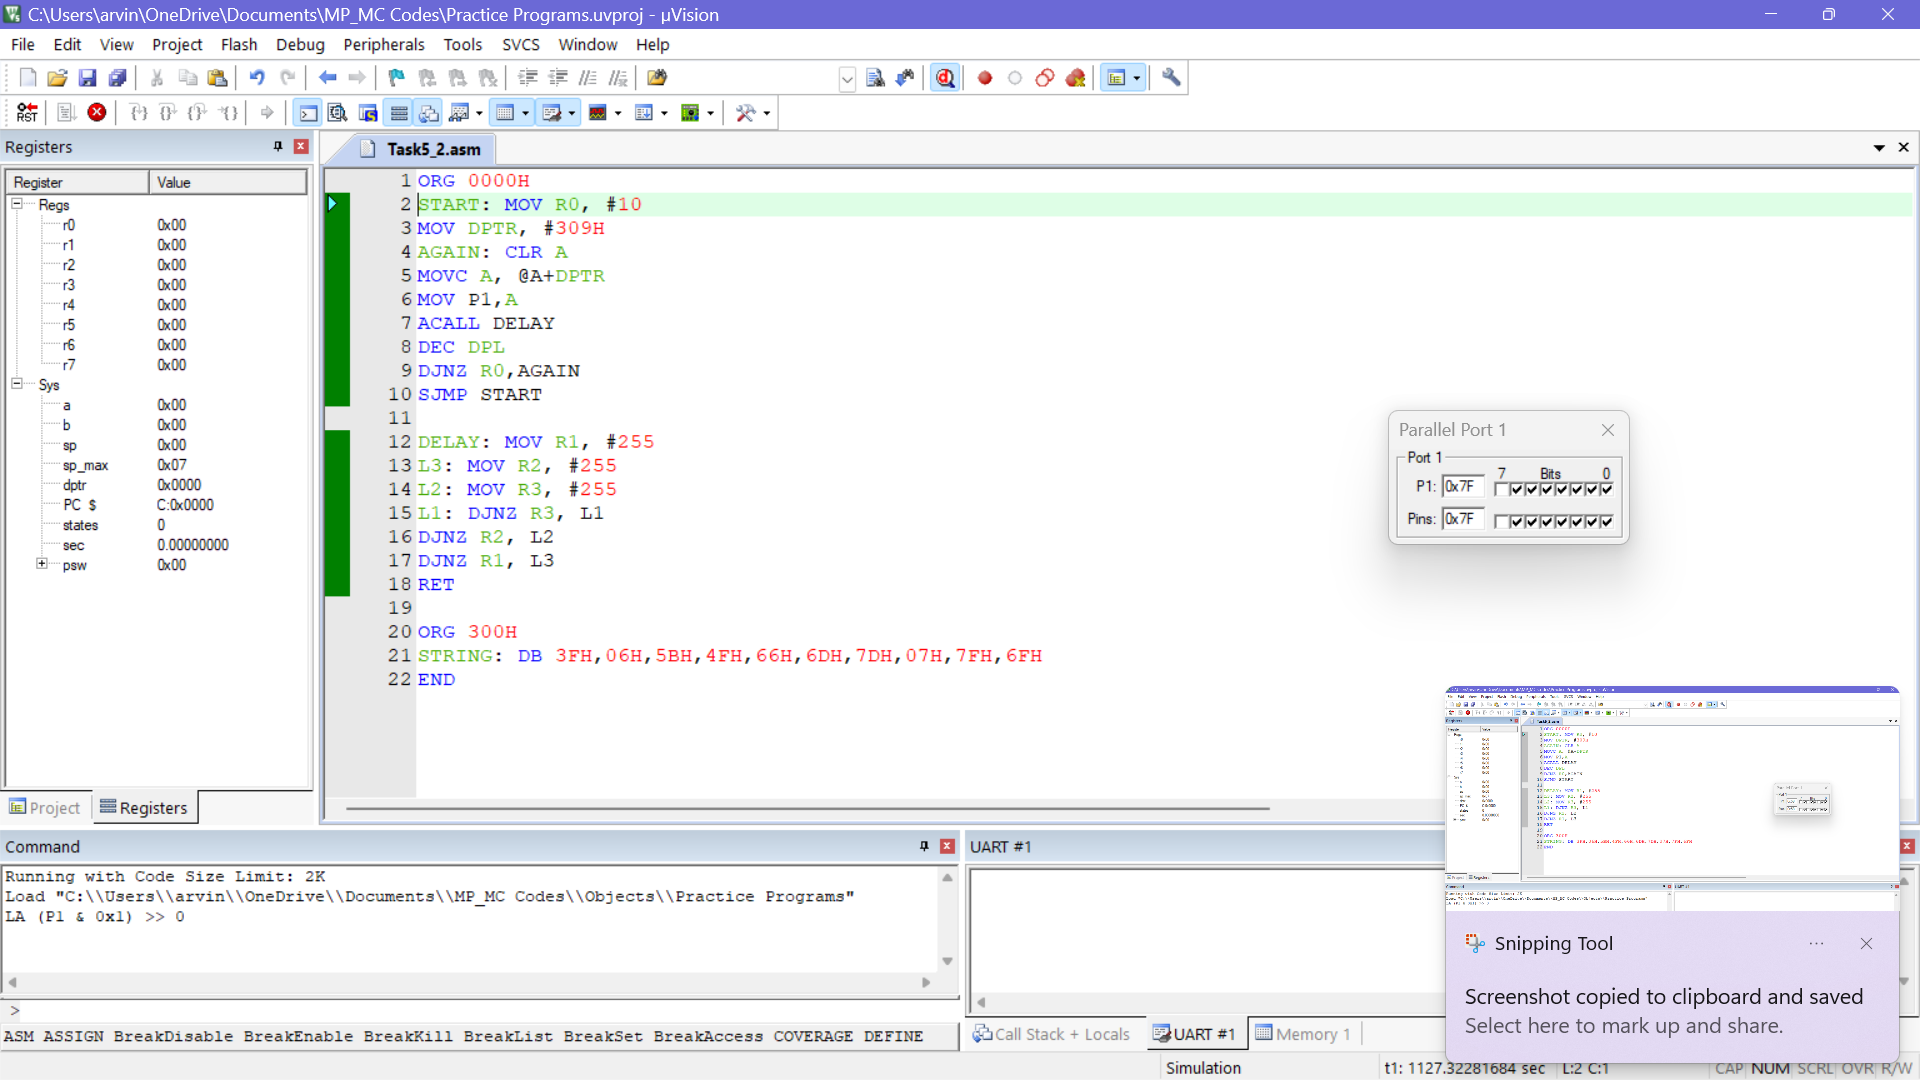 C:\Users\arvin\OneDrive\Documents\MP_MC Codes\Practice Programs.uvproj - µVision
File Edit View Project Flash Debug Peripherals Tools SVCS Window Help
RST
Registers
Task5_2.asm
Register Value
Regs
r0 0x00
r1 0x00
r2 0x00
r3 0x00
r4 0x00
r5 0x00
r6 0x00
r7 0x00
Sys
a 0x00
b 0x00
sp 0x00
sp_max 0x07
dptr 0x0000
PC $ C:0x0000
states 0
sec 0.00000000
psw 0x00
Project Registers
1 ORG 0000H
2 START: MOV R0, #10
3 MOV DPTR, #309H
4 AGAIN: CLR A
5 MOVC A, @A+DPTR
6 MOV P1,A
7 ACALL DELAY
8 DEC DPL
9 DJNZ R0,AGAIN
10 SJMP START
11
12 DELAY: MOV R1, #255
13 L3: MOV R2, #255
14 L2: MOV R3, #255
15 L1: DJNZ R3, L1
16 DJNZ R2, L2
17 DJNZ R1, L3
18 RET
19
20 ORG 300H
21 STRING: DB 3FH,06H,5BH,4FH,66H,6DH,7DH,07H,7FH,6FH
22 END
Parallel Port 1
Port 1
7 Bits 0
P1: 0x7F
Pins: 0x7F
Command
Running with Code Size Limit: 2K
Load "C:\\Users\\arvin\\OneDrive\\Documents\\MP_MC Codes\\Objects\\Practice Programs"
LA (P1 & 0x1) >> 0
>
ASM ASSIGN BreakDisable BreakEnable BreakKill BreakList BreakSet BreakAccess COVERAGE DEFINE
UART #1
Call Stack + Locals UART #1 Memory 1
Snipping Tool
Screenshot copied to clipboard and saved
Select here to mark up and share.
Simulation t1: 1127.32281684 sec L:2 C:1 CAP NUM SCRL OVR R/W